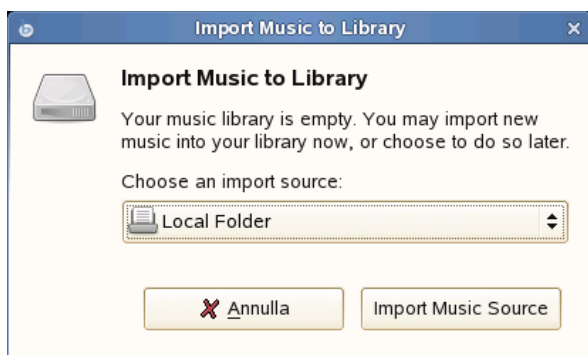 Import Music to Library
Import Music to Library
Your music library is empty. You may import new
music into your library now, or choose to do so later.
Choose an import source:
Local Folder
Annulla
Import Music Source